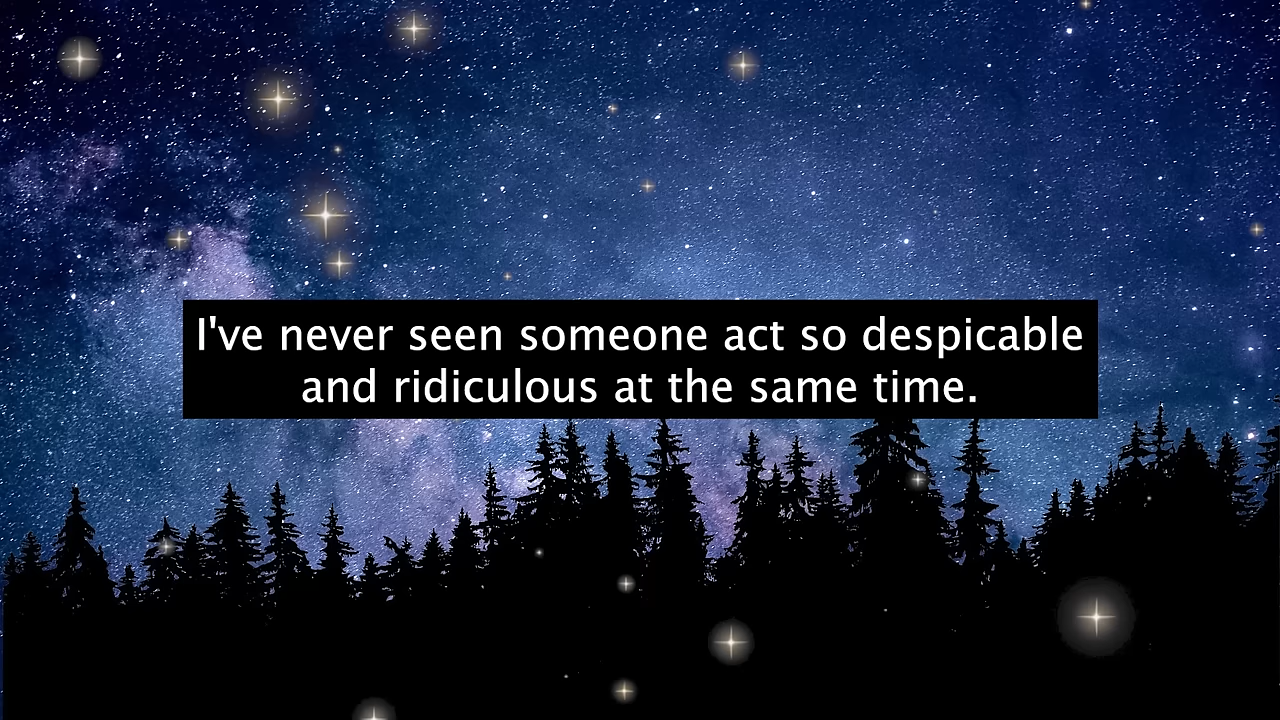 I've never seen someone act so despicable
and ridiculous at the same time.